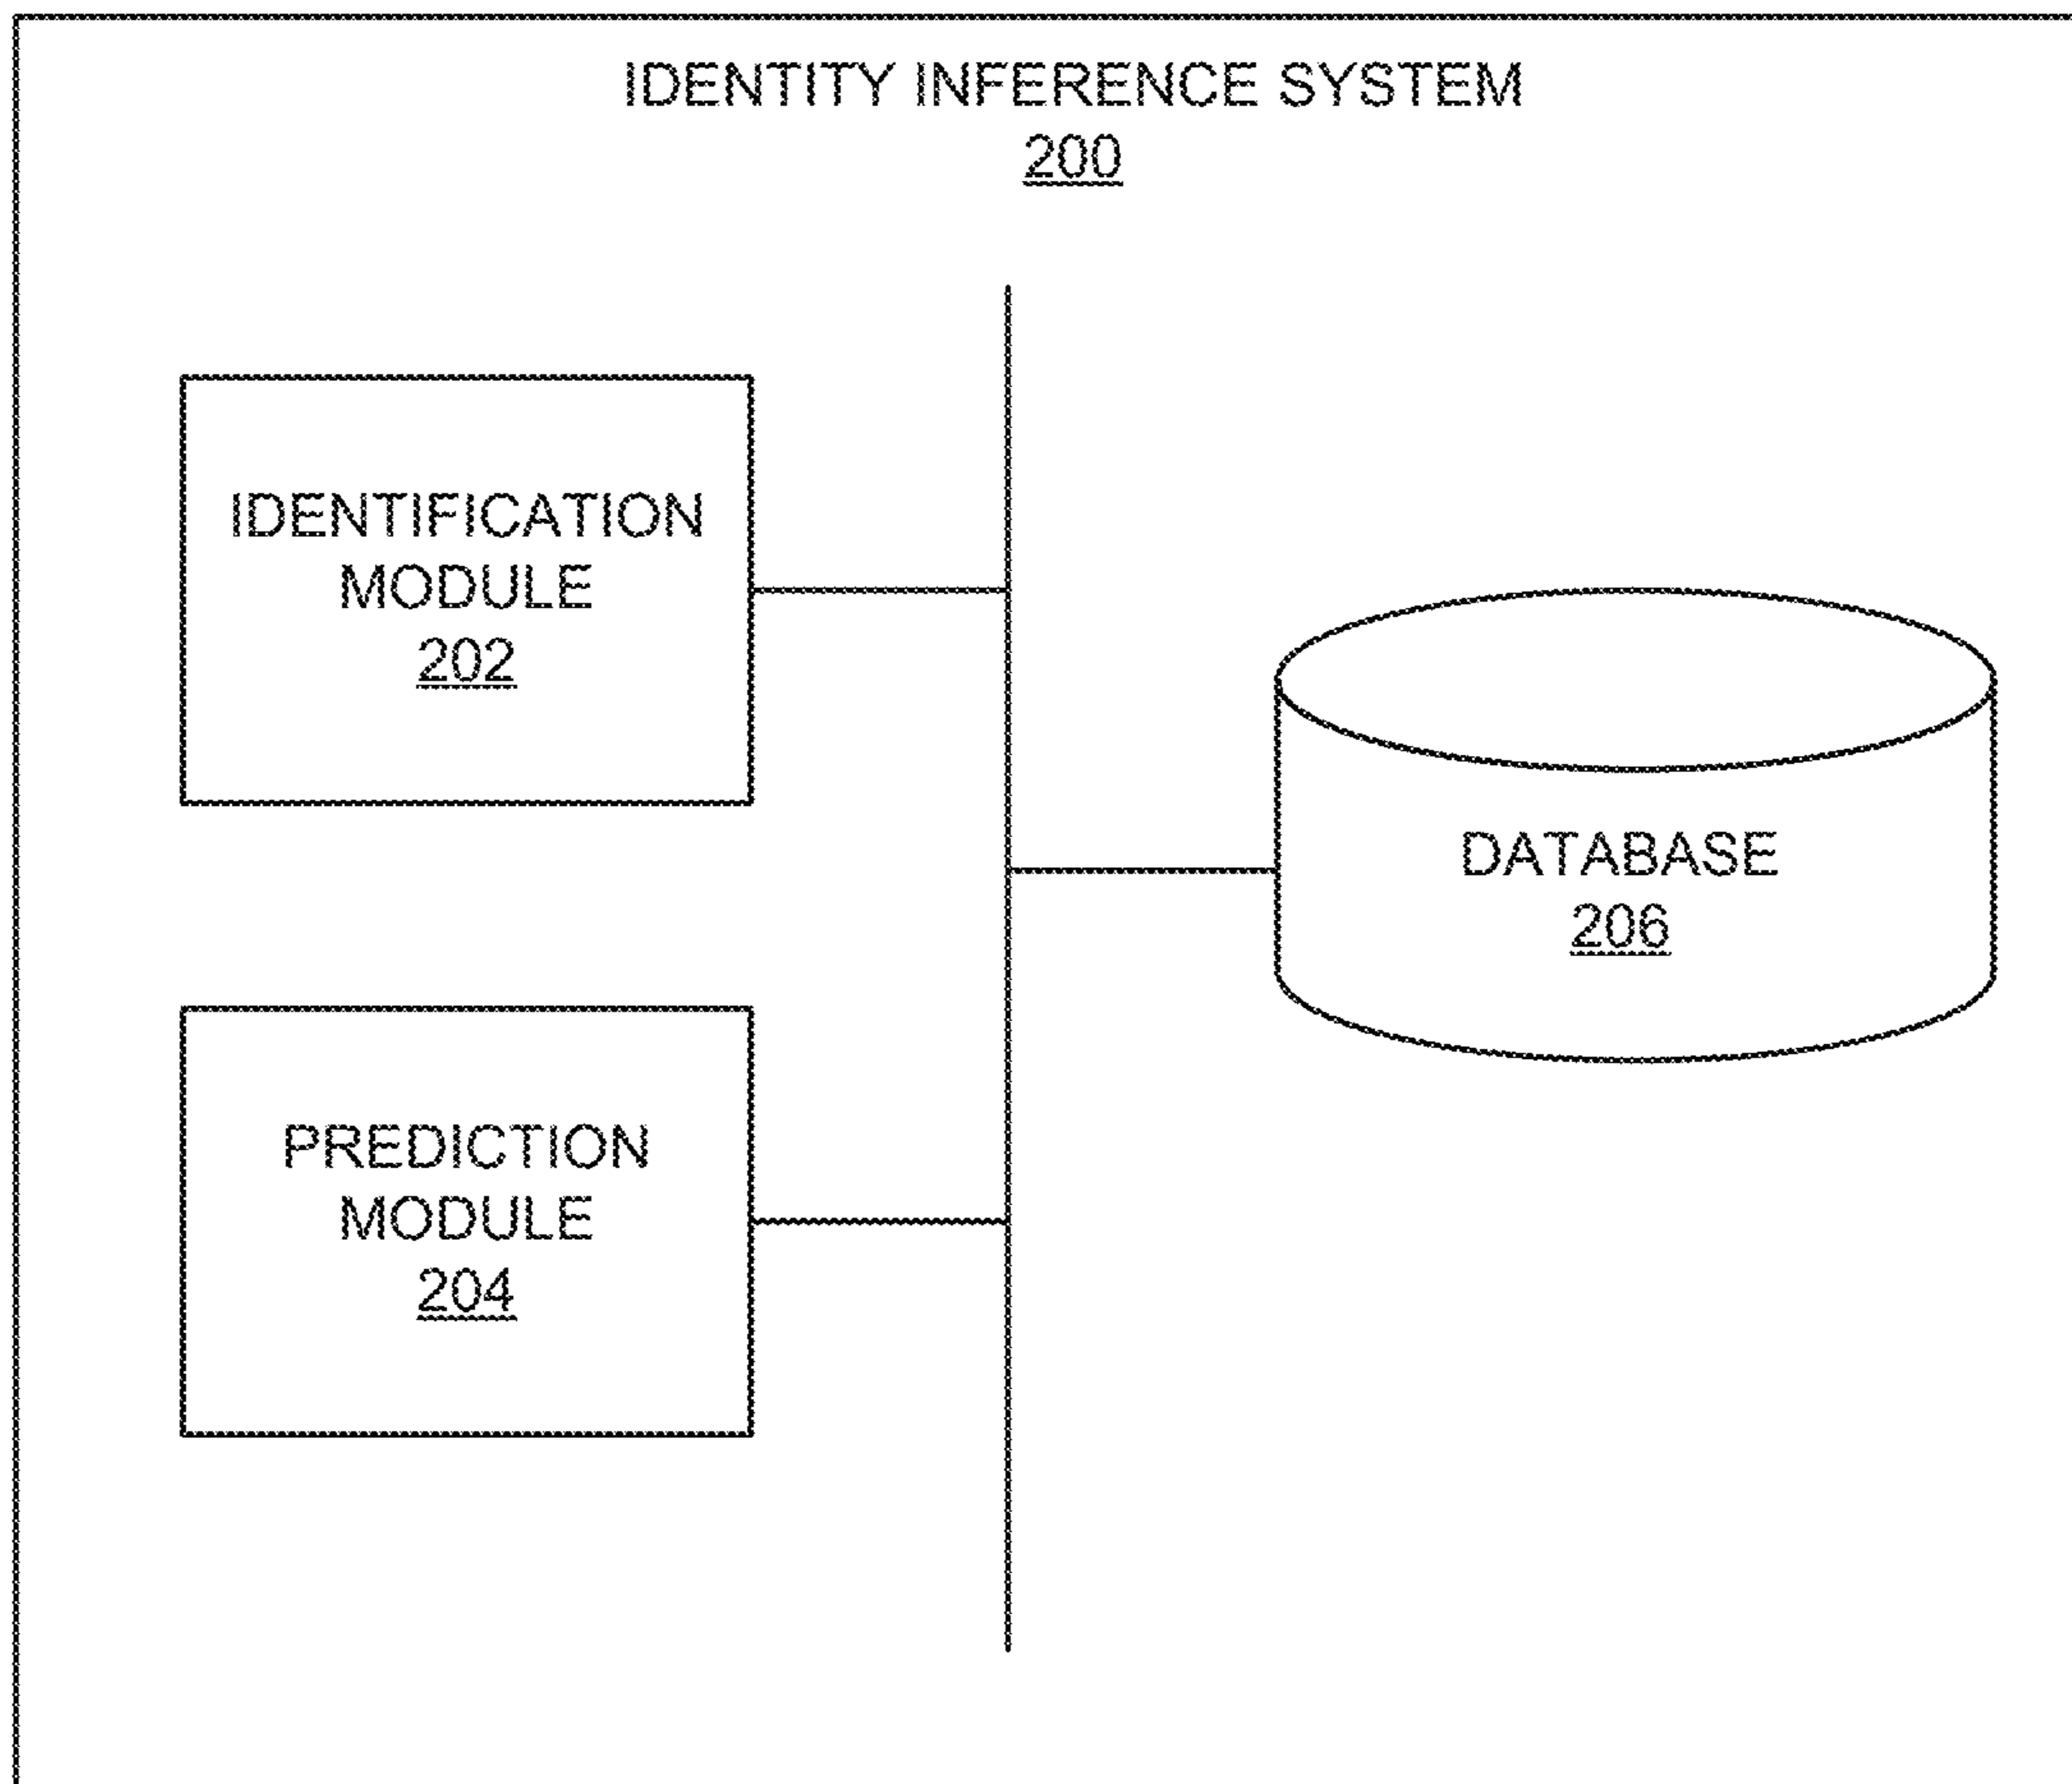 IDENTITY INFERENCE SYSTEM
200
IDENTIFICATION
MODULE
202
DATABASE
206
PREDICTION
MODULE
204